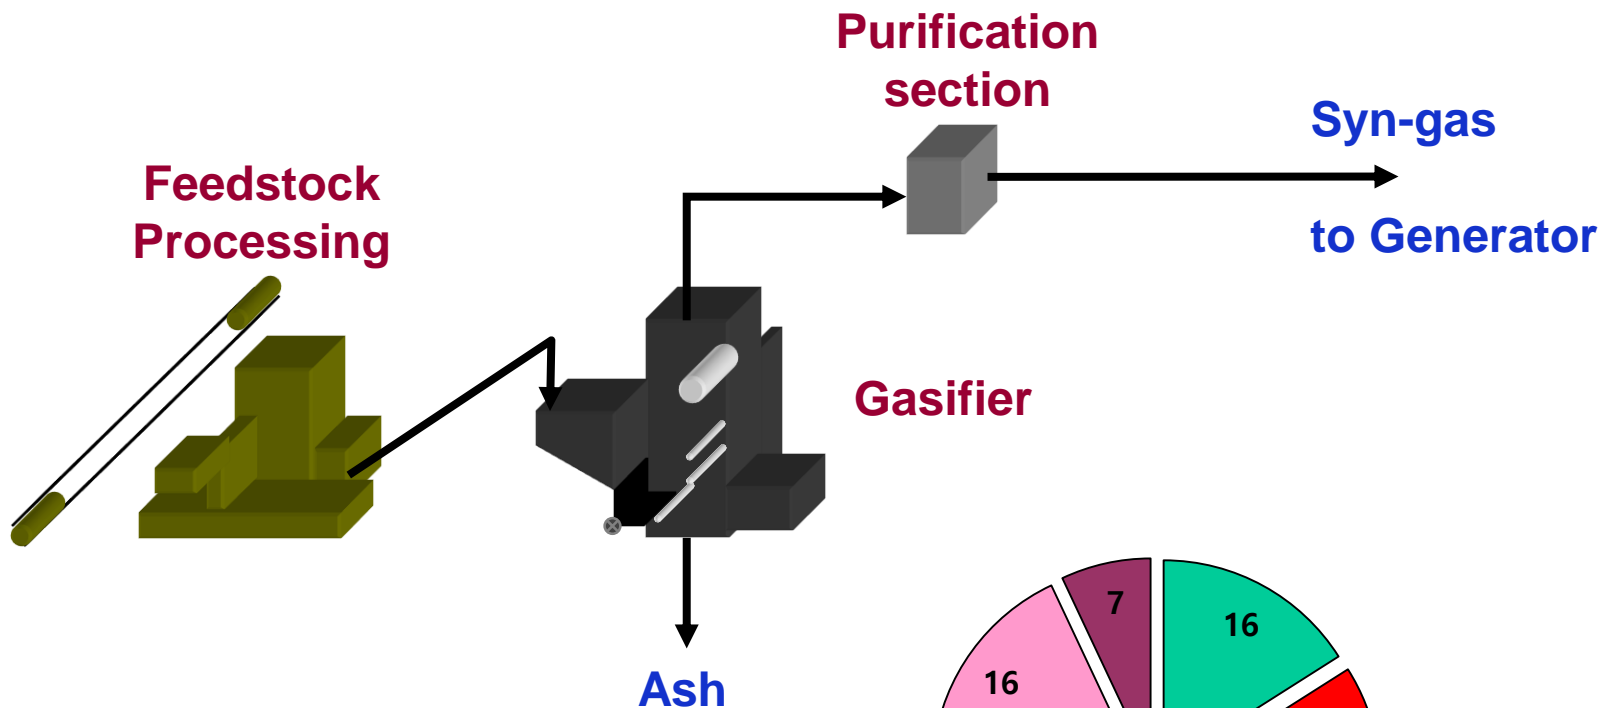 Purification
section
Syn-gas
to Generator
Feedstock
Processing
Gasifier
Ash
7
16
16